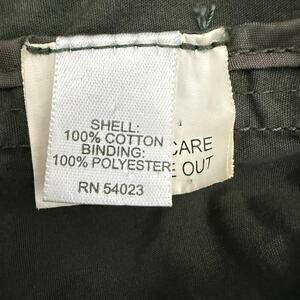 SHELL:
100% COTTON
BINDING:
100% POLYESTER
RN 54023
CARE
OUT